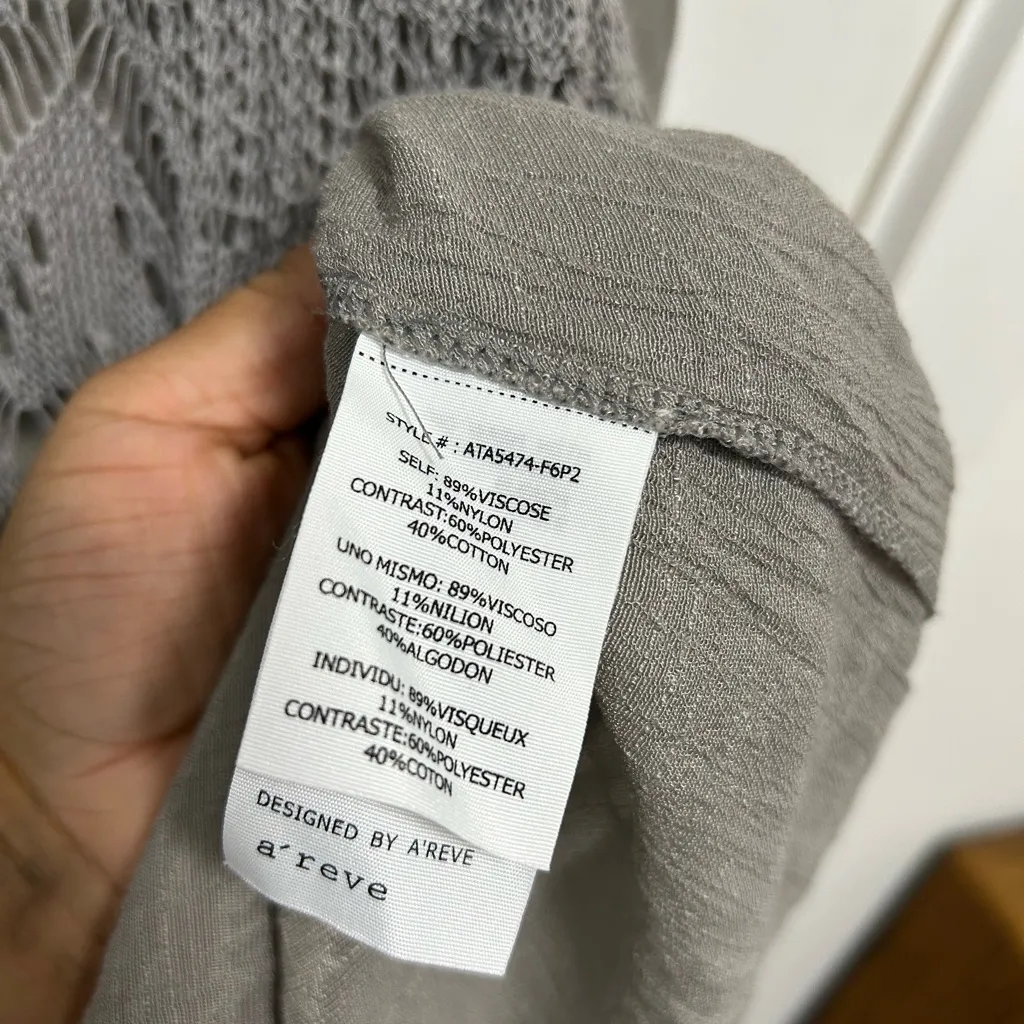 STYLE # : ATA5474-F6P2
SELF: 89%VISCOSE
11%NYLON
CONTRAST:60%POLYESTER
40%COTTON
UNO MISMO: 89%VISCOSO
11%NILION
CONTRASTE:60%POLIESTER
40%ALGODON
INDIVIDU: 89%VISQUEUX
11%NYLON
CONTRASTE:60%POLYESTER
40%COTON
DESIGNED BY A'REVE
a´reve